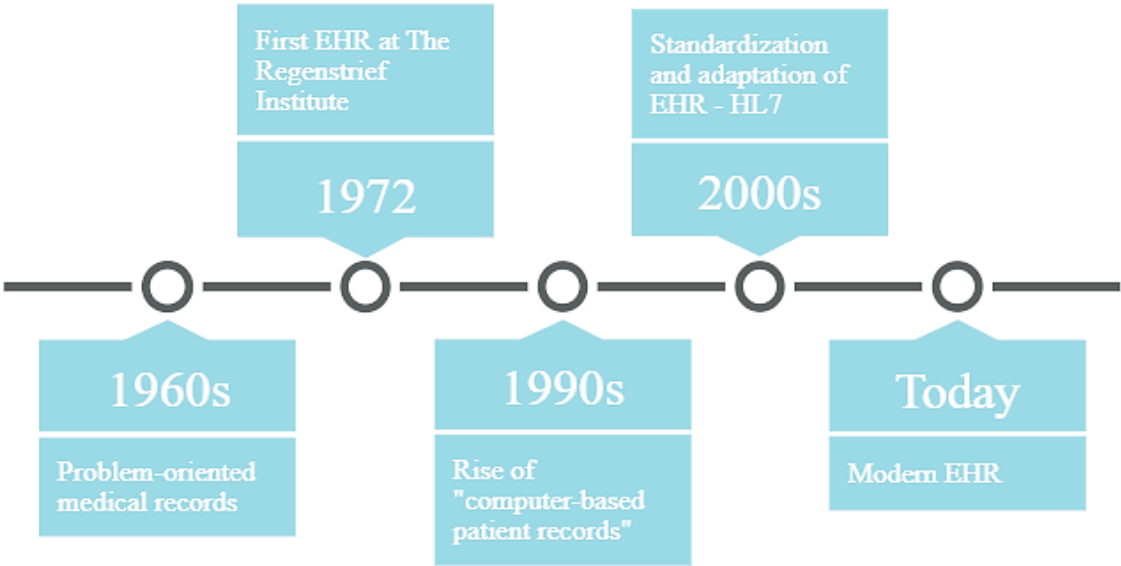 First EHR at The
Regenstrief
Institute
1972
Standardization
and adaptation of
EHR - HL7
2000s
1960s
Problem-oriented
medical records
1990s
Rise of
"computer-based
patient records"
Today
Modern EHR